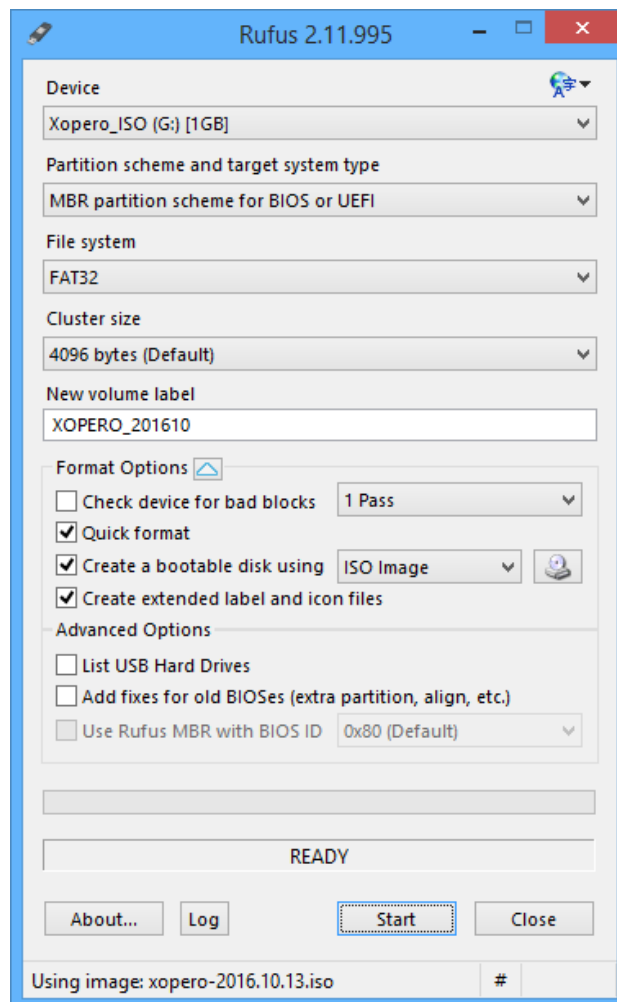 Rufus 2.11.995
Device
Xopero_ISO (G:) [1GB]
Partition scheme and target system type
MBR partition scheme for BIOS or UEFI
File system
FAT32
Cluster size
4096 bytes (Default)
New volume label
XOPERO_201610
Format Options
Check device for bad blocks 1 Pass
Quick format
Create a bootable disk using ISO Image
Create extended label and icon files
Advanced Options
List USB Hard Drives
Add fixes for old BIOSes (extra partition, align, etc.)
Use Rufus MBR with BIOS ID 0x80 (Default)
READY
About... Log Start Close
Using image: xopero-2016.10.13.iso #